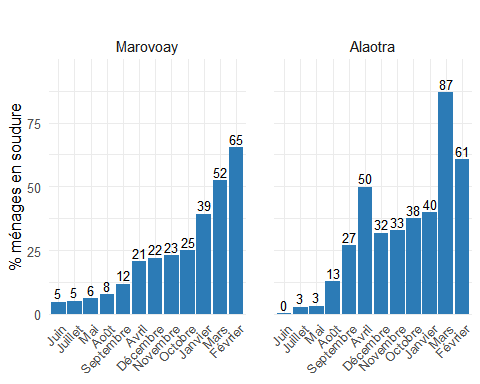 Marovoay
Alaotra
% ménages en soudure
75
50
25
0
5 5 6 8 12 21 22 23 25 39 52 65
0 3 3 13 27 50 32 33 38 40 87 61
Juin Juillet Mai Août Septembre Avril Décembre Novembre Octobre Janvier Mars Février
Juin Juillet Mai Août Septembre Avril Décembre Novembre Octobre Janvier Mars Février